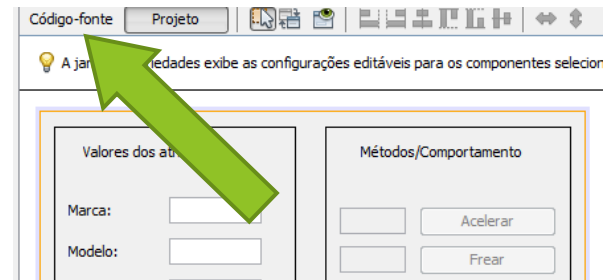 Código-fonte Projeto
A jan iedades exibe as configurações editáveis para os componentes selecion
Valores dos at Métodos/Comportamento
Marca: Acelerar
Modelo: Frear